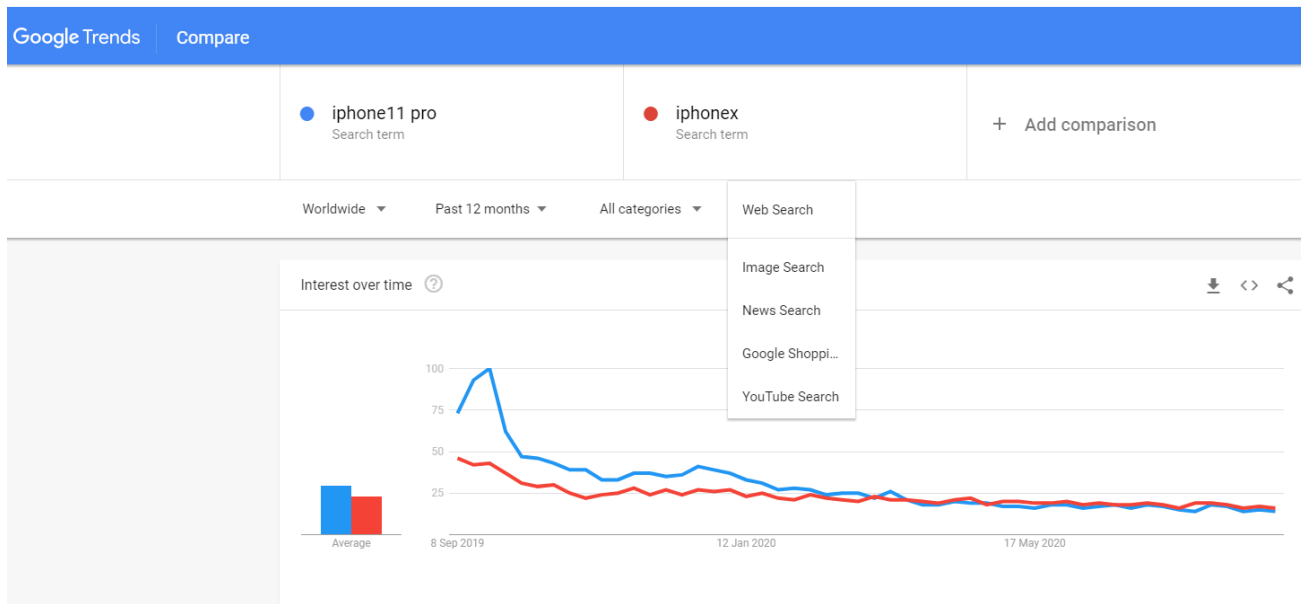 Google Trends Compare
iphone11 pro
Search term
iphonex
Search term
+ Add comparison
Worldwide
Past 12 months
All categories
Web Search
Image Search
News Search
Google Shoppi...
YouTube Search
Interest over time ?
100
75
50
25
Average
8 Sep 2019
12 Jan 2020
17 May 2020